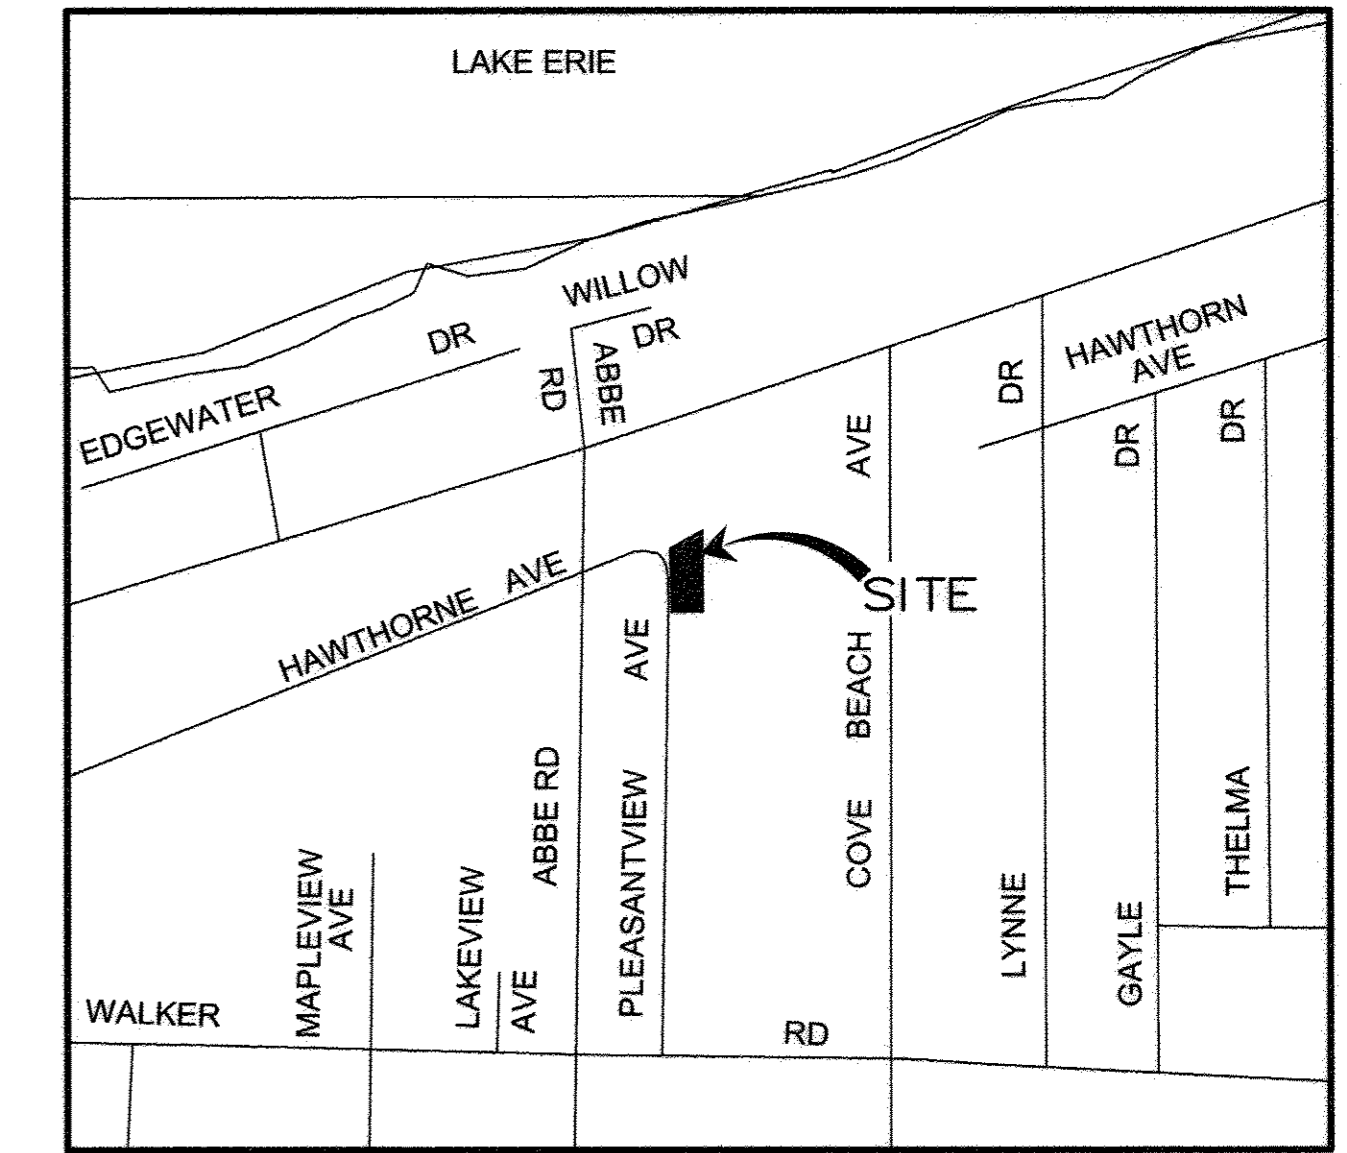 LAKE ERIE
WILLOW
DR
EDGEWATER
DR
ABBE
RD
HAWTHORN
AVE
DR
DR
DR
AVE
HAWTHORNE AVE
SITE
AVE
PLEASANTVIEW
BEACH
COVE
ABBE RD
MAPLEVIEW
AVE
LAKEVIEW
AVE
LYNNE
GAYLE
THELMA
WALKER
RD